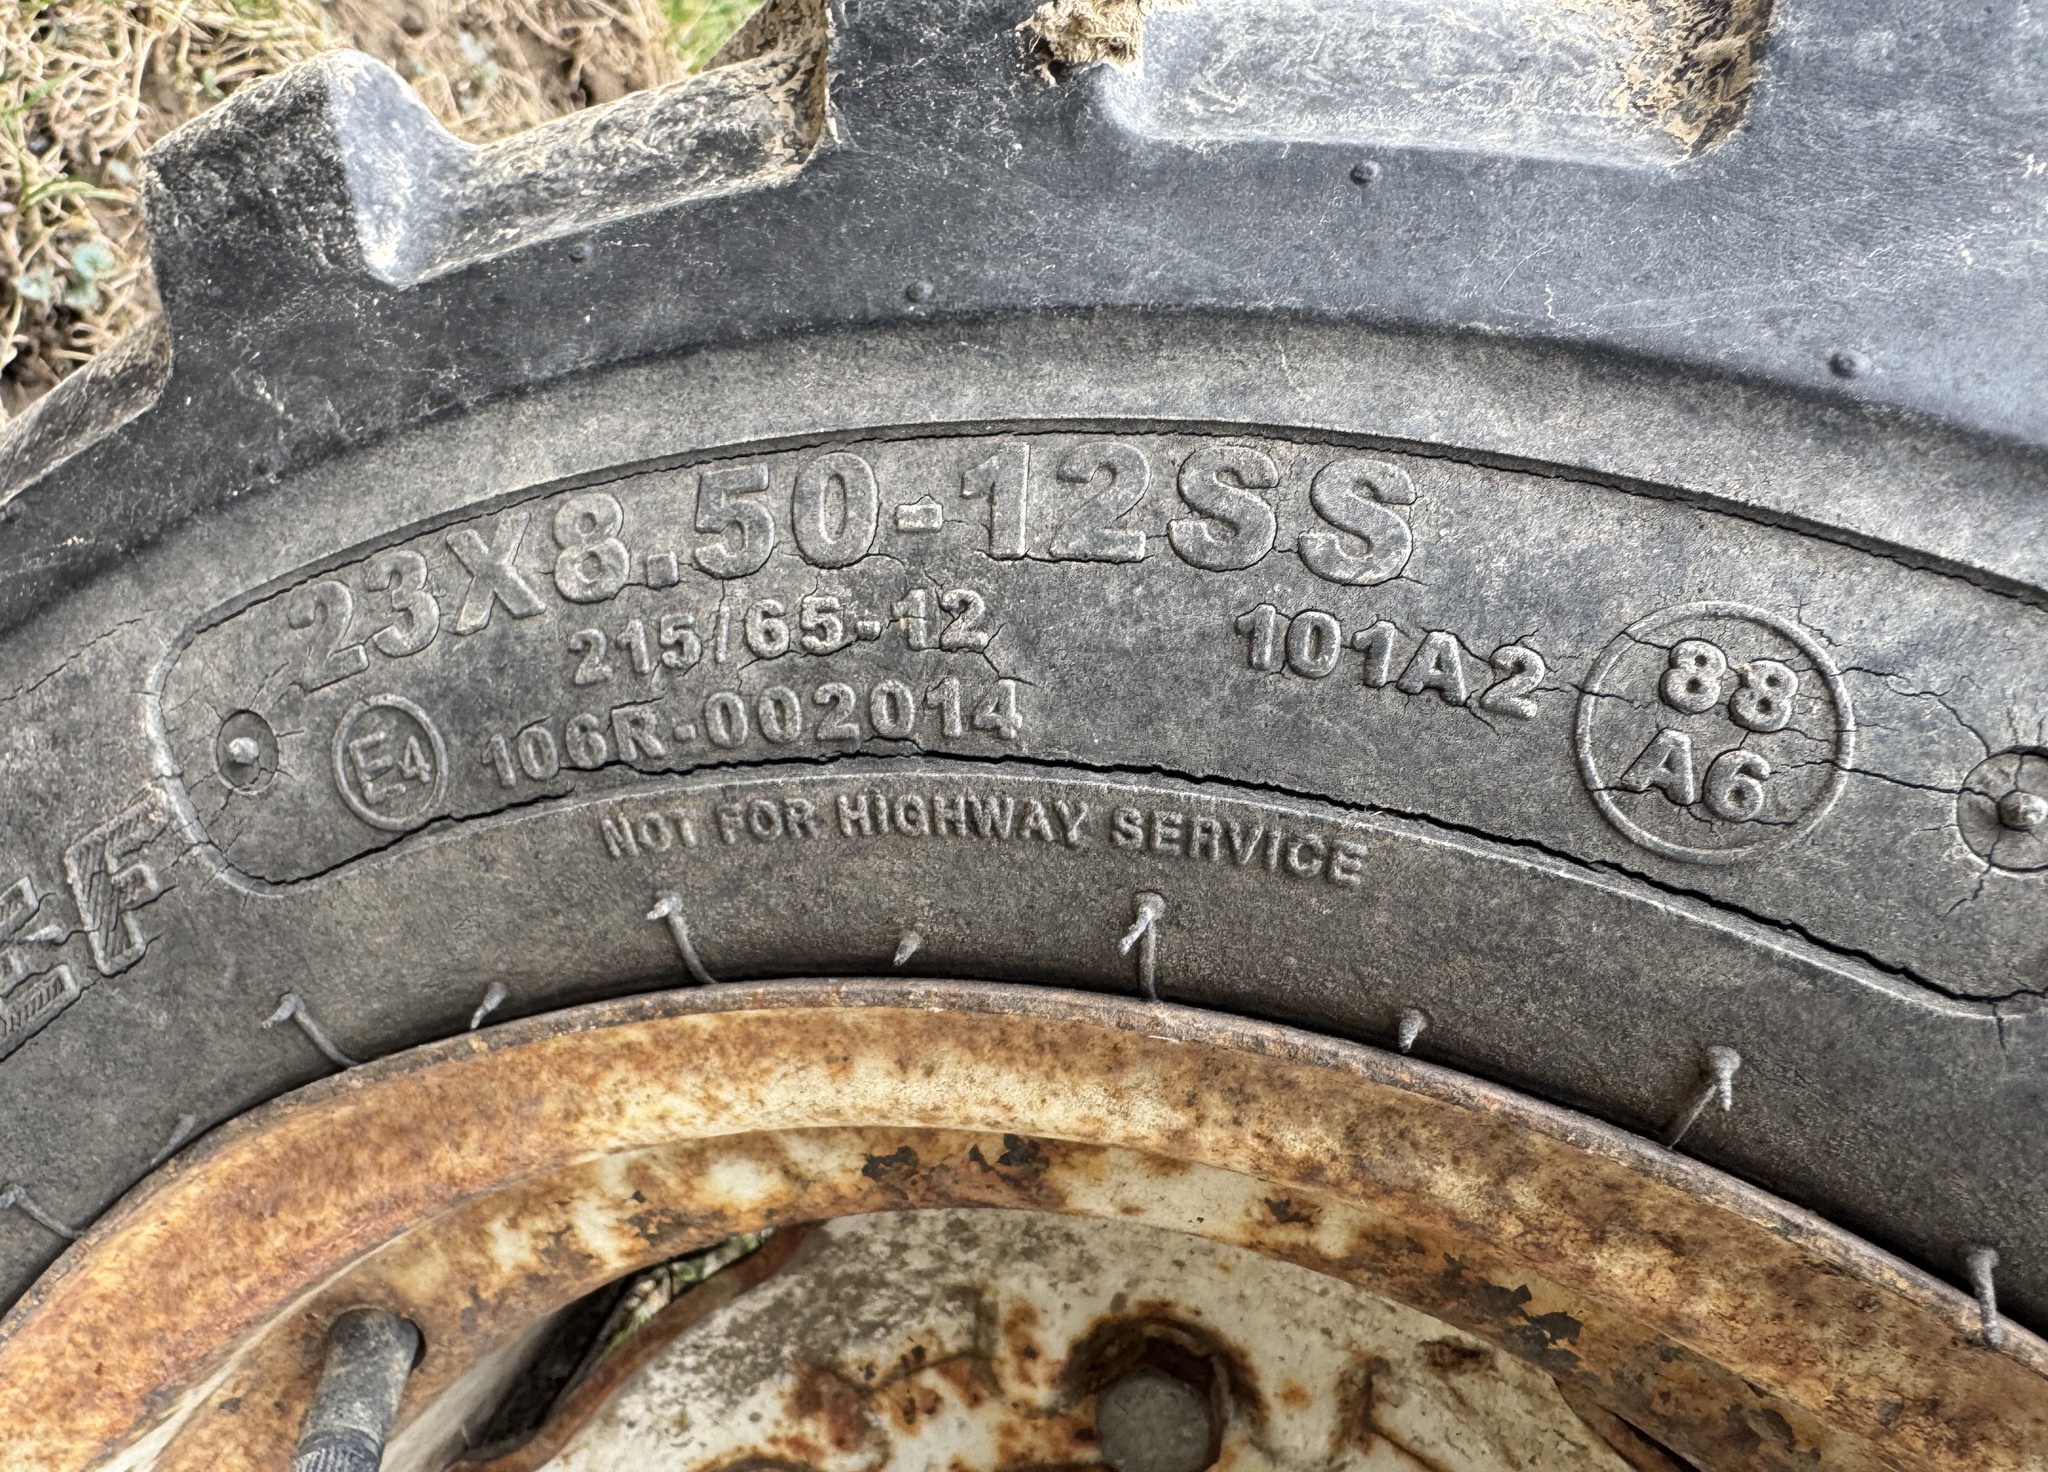 23X8.50-12SS
215/65-12 101A2
88
A6
E4 106R-002014
NOT FOR HIGHWAY SERVICE